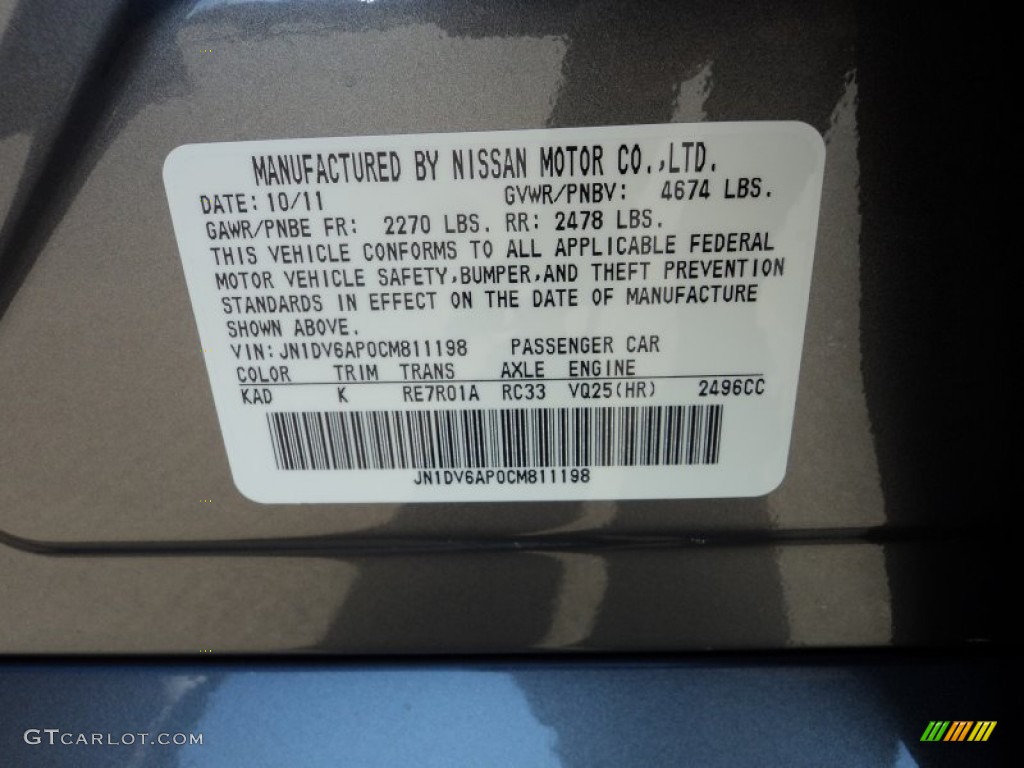 MANUFACTURED BY NISSAN MOTOR CO.,LTD.
DATE: 10/11 GVWR/PNBV: 4674 LBS.
GAWR/PNBE FR: 2270 LBS. RR: 2478 LBS.
THIS VEHICLE CONFORMS TO ALL APPLICABLE FEDERAL
MOTOR VEHICLE SAFETY,BUMPER,AND THEFT PREVENTION
STANDARDS IN EFFECT ON THE DATE OF MANUFACTURE
SHOWN ABOVE.
VIN: JN1DV6AP0CM811198 PASSENGER CAR
COLOR TRIM TRANS AXLE ENGINE
KAD K RE7R01A RC33 VQ25(HR) 2496CC
JN1DV6AP0CM811198
GTCARLOT.COM